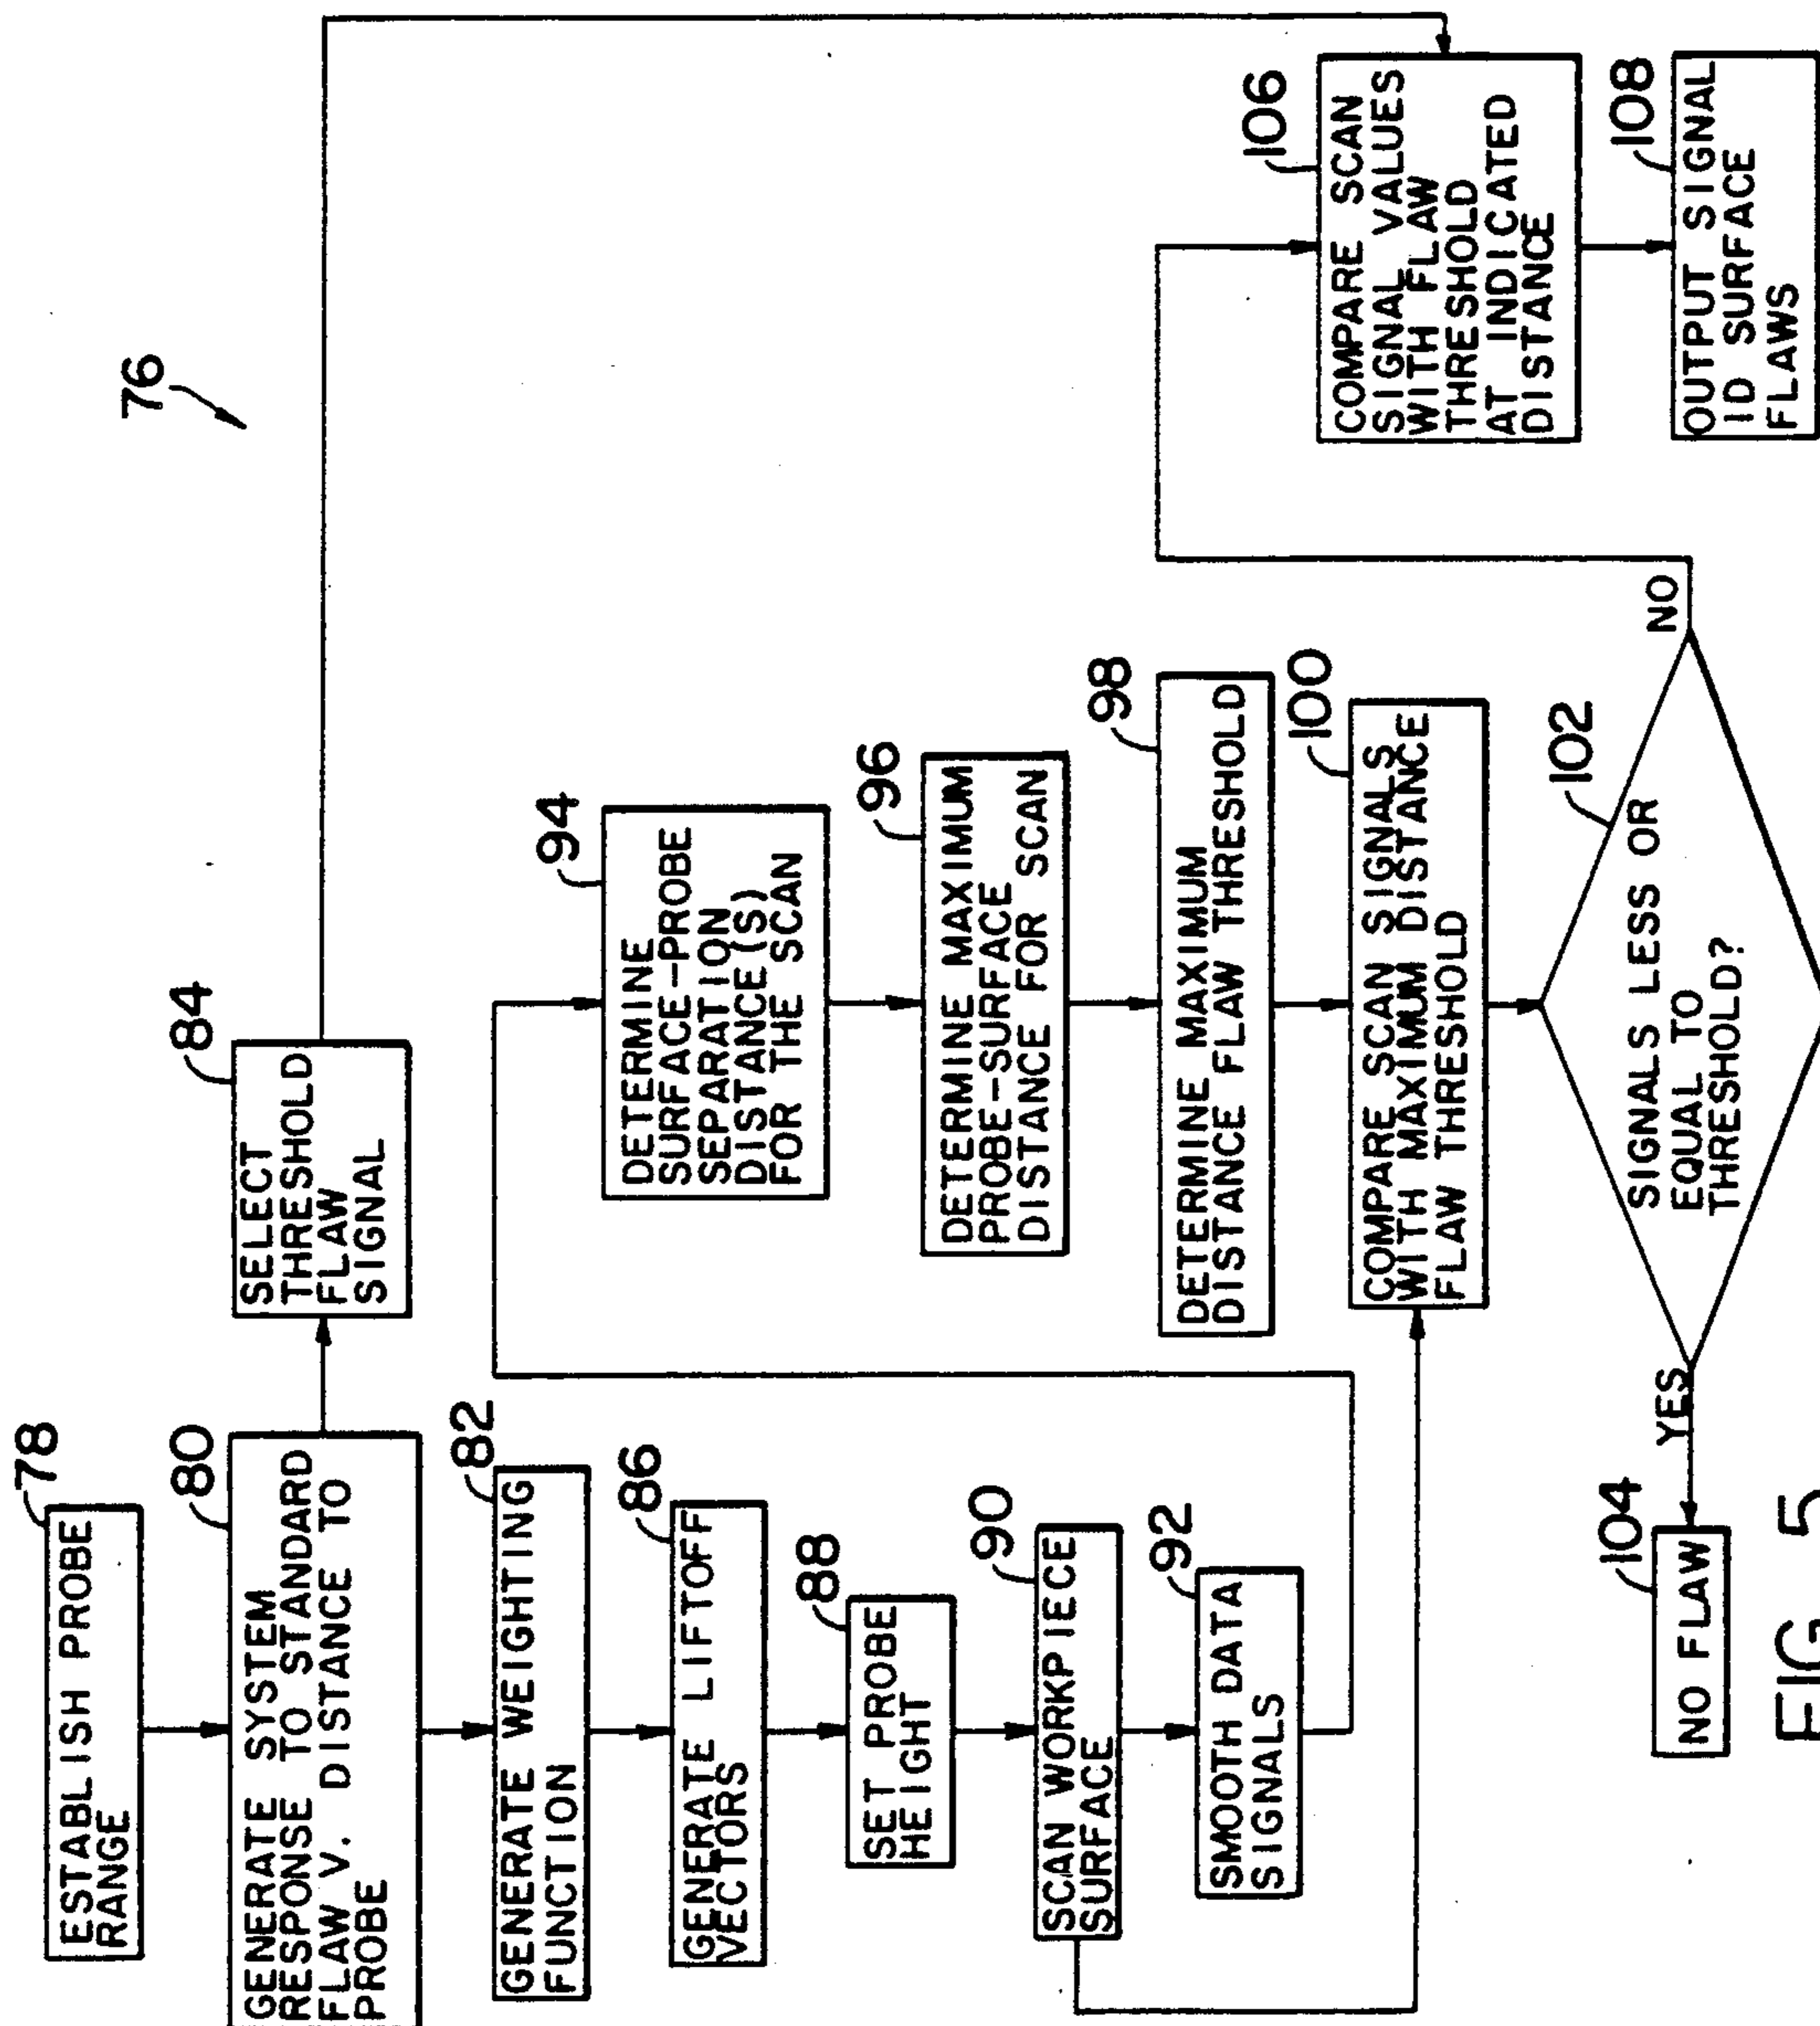 76
78
ESTABLISH PROBE
RANGE
80
GENERATE SYSTEM
RESPONSE TO STANDARD
FLAW V. DISTANCE TO
PROBE
82
GENERATE WEIGHTING
FUNCTION
84
SELECT
THRESHOLD
FLAW
SIGNAL
86
GENERATE LIFTOFF
VECTORS
88
SET PROBE
HEIGHT
90
SCAN WORKPIECE
SURFACE
92
SMOOTH DATA
SIGNALS
94
DETERMINE
SURFACE-PROBE
SEPARATION
DISTANCE(S)
FOR THE SCAN
96
DETERMINE MAXIMUM
PROBE-SURFACE
DISTANCE FOR SCAN
98
DETERMINE MAXIMUM
DISTANCE FLAW THRESHOLD
100
COMPARE SCAN SIGNALS
WITH MAXIMUM DISTANCE
FLAW THRESHOLD
102
SIGNALS LESS OR
EQUAL TO
THRESHOLD?
YES
NO
104
NO FLAW
106
COMPARE SCAN
SIGNAL VALUES
WITH FLAW
THRESHOLD
AT INDICATED
DISTANCE
108
OUTPUT SIGNAL
ID SURFACE
FLAWS
FIG 5